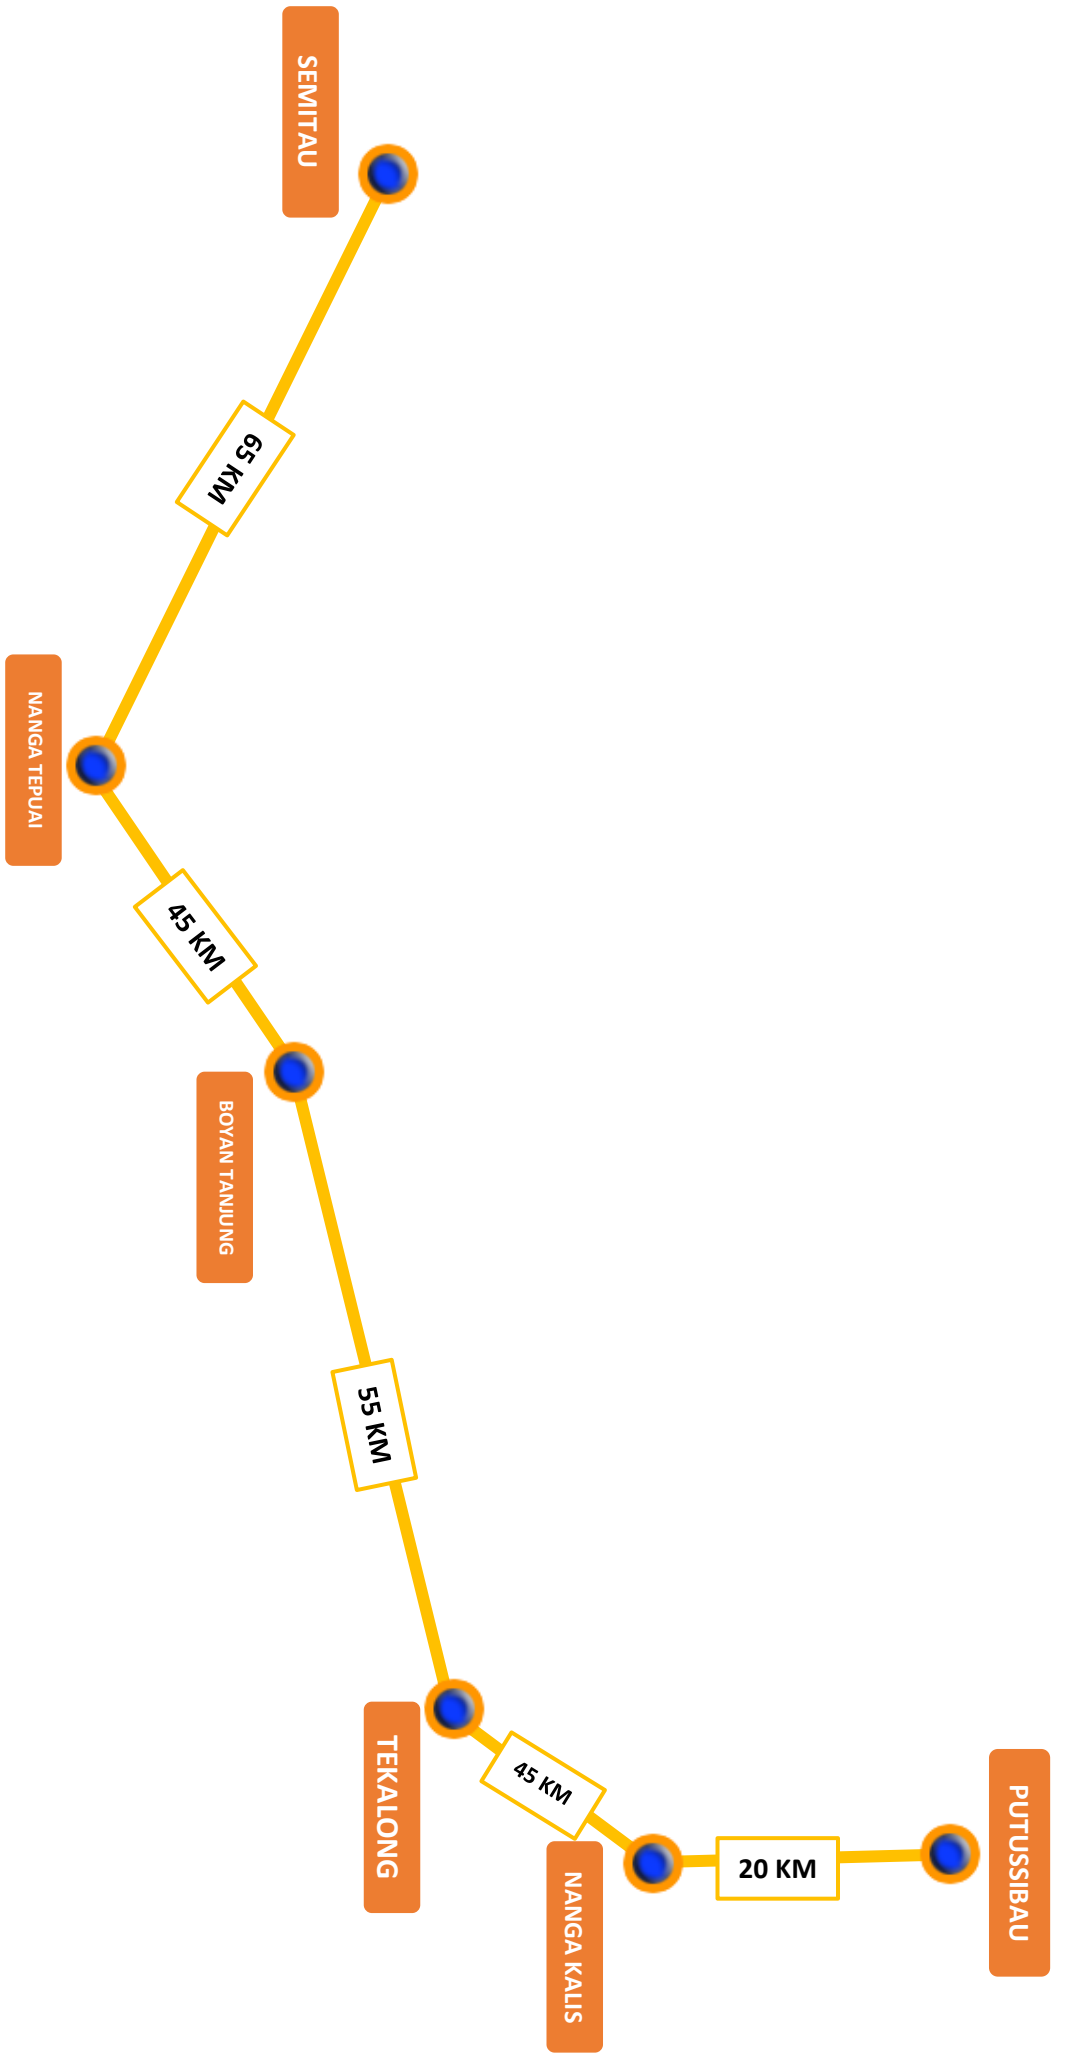 SEMITAU
65 KM
NANGA TEPUAI
45 KM
BOYAN TANJUNG
55 KM
TEKALONG
45 KM
NANGA KALIS
20 KM
PUTUSSIBAU